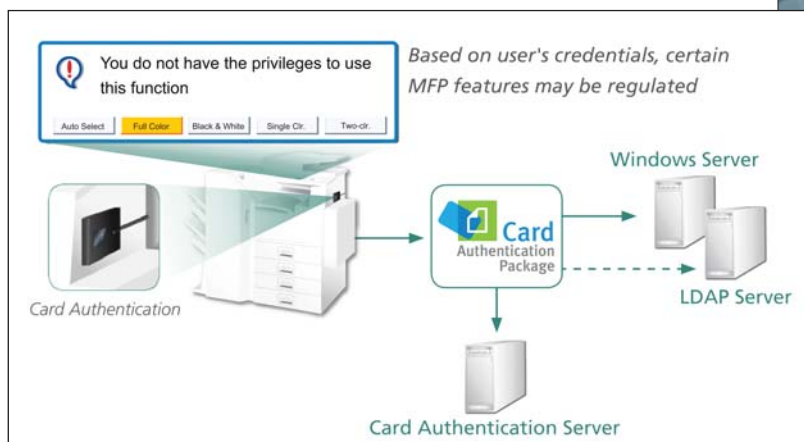 You do not have the privileges to use
this function
Auto Select
Full Color
Black & White
Single Clr.
Two-clr.
Based on user's credentials, certain
MFP features may be regulated
Windows Server
Card
Authentication
Package
LDAP Server
Card Authentication
Card Authentication Server